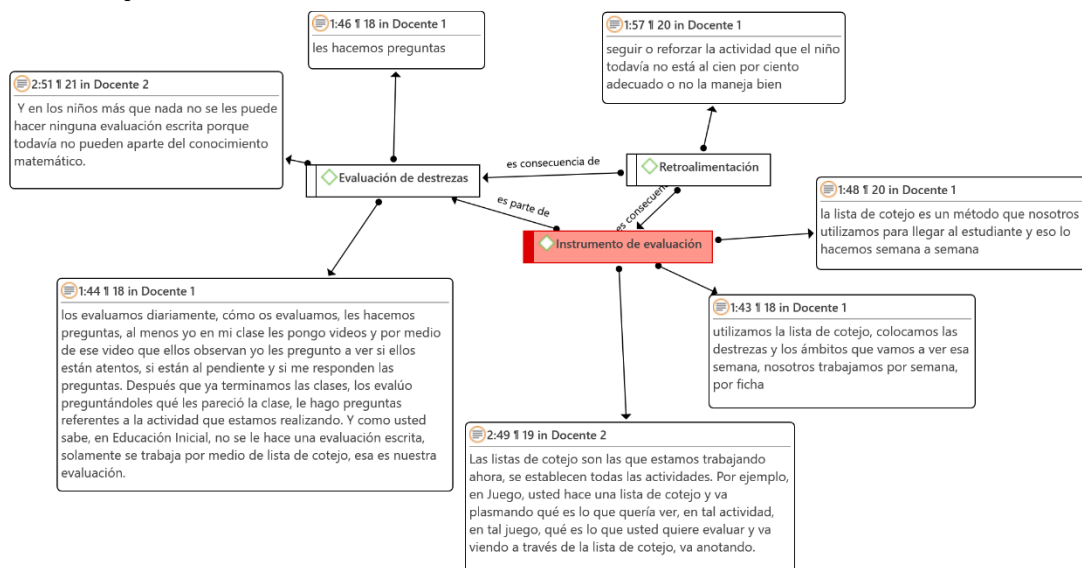 1:46 ¶ 18 in Docente 1
les hacemos preguntas
1:57 ¶ 20 in Docente 1
seguir o reforzar la actividad que el niño
todavía no está al cien por ciento
adecuado o no la maneja bien
2:51 ¶ 21 in Docente 2
Y en los niños más que nada no se les puede
hacer ninguna evaluación escrita porque
todavía no pueden aparte del conocimiento
matemático.
es consecuencia de
Evaluación de destrezas
Retroalimentación
es parte de
es consecuenc
Instrumento de evaluación
1:48 ¶ 20 in Docente 1
la lista de cotejo es un método que nosotros
utilizamos para llegar al estudiante y eso lo
hacemos semana a semana
1:44 ¶ 18 in Docente 1
los evaluamos diariamente, cómo os evaluamos, les hacemos
preguntas, al menos yo en mi clase les pongo videos y por medio
de ese video que ellos observan yo les pregunto a ver si ellos
están atentos, si están al pendiente y si me responden las
preguntas. Después que ya terminamos las clases, los evalúo
preguntándoles qué les pareció la clase, le hago preguntas
referentes a la actividad que estamos realizando. Y como usted
sabe, en Educación Inicial, no se le hace una evaluación escrita,
solamente se trabaja por medio de lista de cotejo, esa es nuestra
evaluación.
1:43 ¶ 18 in Docente 1
utilizamos la lista de cotejo, colocamos las
destrezas y los ámbitos que vamos a ver esa
semana, nosotros trabajamos por semana,
por ficha
2:49 ¶ 19 in Docente 2
Las listas de cotejo son las que estamos trabajando
ahora, se establecen todas las actividades. Por ejemplo,
en Juego, usted hace una lista de cotejo y va
plasmando qué es lo que quería ver, en tal actividad,
en tal juego, qué es lo que usted quiere evaluar y va
viendo a través de la lista de cotejo, va anotando.